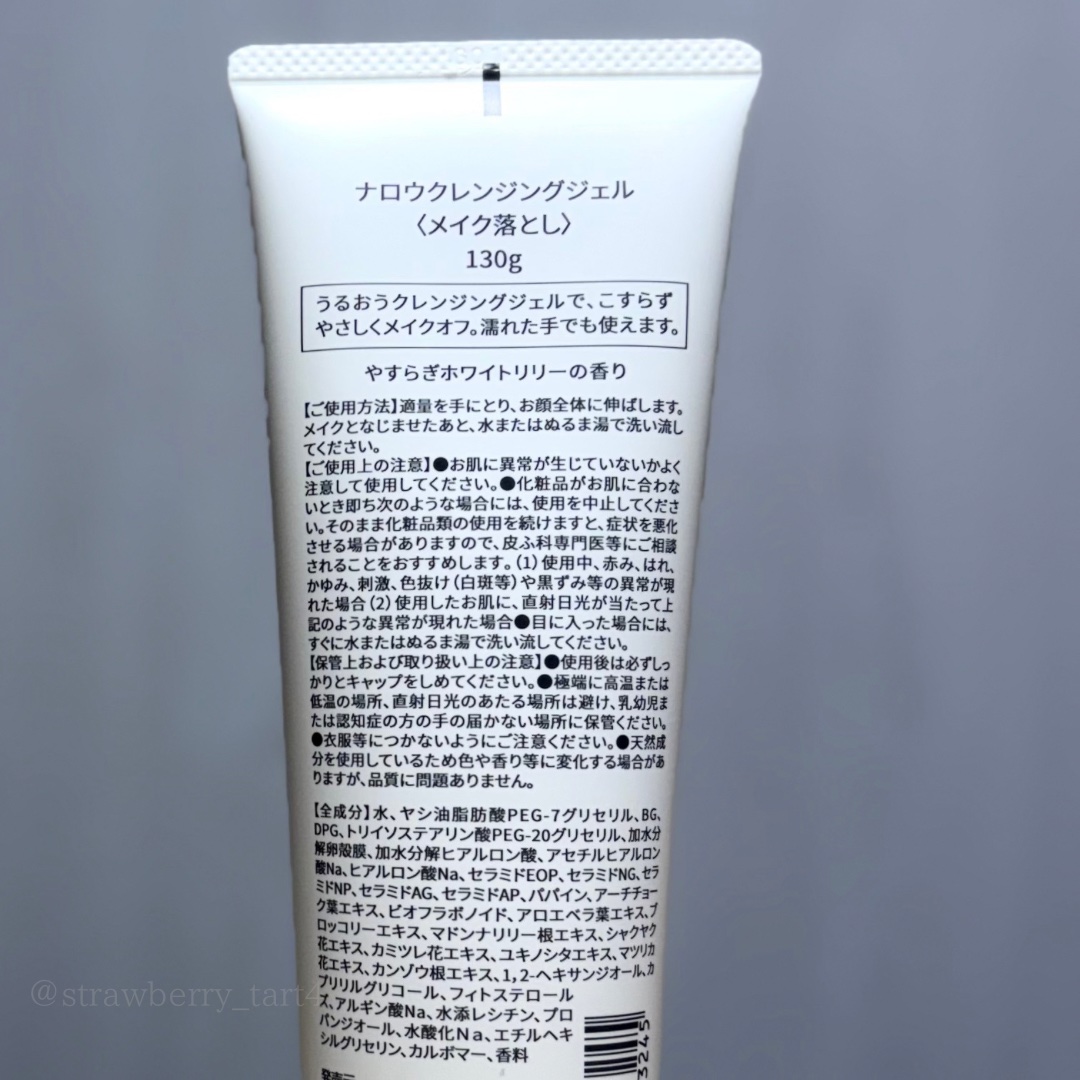 ナロウクレンジングジェル
〈メイク落とし〉
130g
うるおうクレンジングジェルで、こすらず
やさしくメイクオフ。濡れた手でも使えます。
やすらぎホワイトリリーの香り
【ご使用方法】適量を手にとり、お顔全体に伸ばします。
メイクとなじませたあと、水またはぬるま湯で洗い流し
てください。
【ご使用上の注意】●お肌に異常が生じていないかよく
注意して使用してください。●化粧品がお肌に合わな
いとき即ち次のような場合には、使用を中止してくださ
い。そのまま化粧品類の使用を続けますと、症状を悪化
させる場合がありますので、皮ふ科専門医等にご相談
されることをおすすめします。(1)使用中、赤み、はれ、
かゆみ、刺激、色抜け(白斑等)や黒ずみ等の異常が現
れた場合(2)使用したお肌に、直射日光が当たって上
記のような異常が現れた場合●目に入った場合には、
すぐに水またはぬるま湯で洗い流してください。
【保管上および取り扱い上の注意】●使用後は必ずしっ
かりとキャップをしめてください。●極端に高温または
低温の場所、直射日光のあたる場所は避け、乳幼児ま
たは認知症の方の手の届かない場所に保管ください。
●衣服等につかないようにご注意ください。●天然成
分を使用しているため色や香り等に変化する場合があ
りますが、品質に問題ありません。
【全成分】水、ヤシ油脂肪酸PEG-7グリセリル、BG、
DPG、トリイソステアリン酸PEG-20グリセリル、加水分
解卵殻膜、加水分解ヒアルロン酸、アセチルヒアルロン
酸Na、ヒアルロン酸Na、セラミドEOP、セラミドNG、セラ
ミドNP、セラミドAG、セラミドAP、パパイン、アーチチョー
ク葉エキス、ビオフラボノイド、アロエベラ葉エキス、ブ
ロッコリーエキス、マドンナリリー根エキス、シャクヤク
花エキス、カミツレ花エキス、ユキノシタエキス、マツリカ
花エキス、カンゾウ根エキス、1,2-ヘキサンジオール、カ
プリリルグリコール、フィトステロール
ズ、アルギン酸Na、水添レシチン、プロ
パンジオール、水酸化Na、エチルヘキ
シルグリセリン、カルボマー、香料
3245
@strawberry_tart4